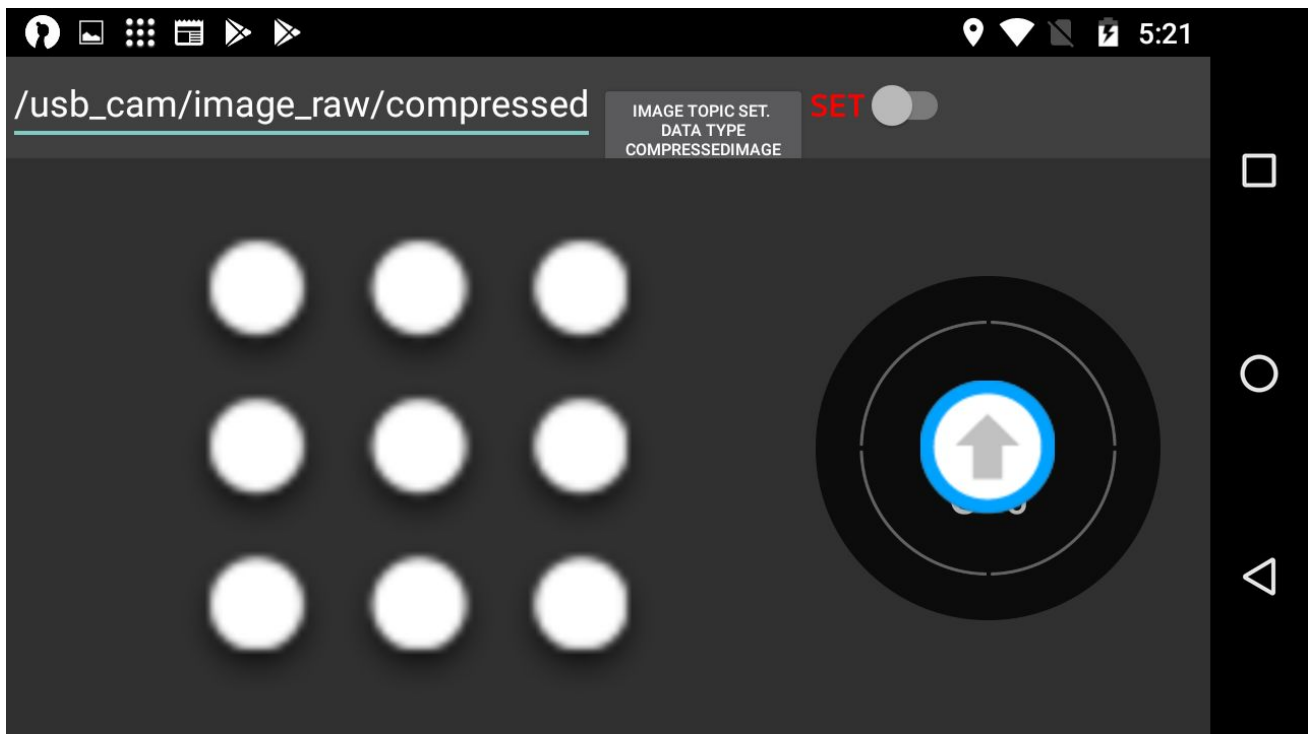 5:21
/usb_cam/image_raw/compressed
IMAGE TOPIC SET.
DATA TYPE
COMPRESSEDIMAGE
SET